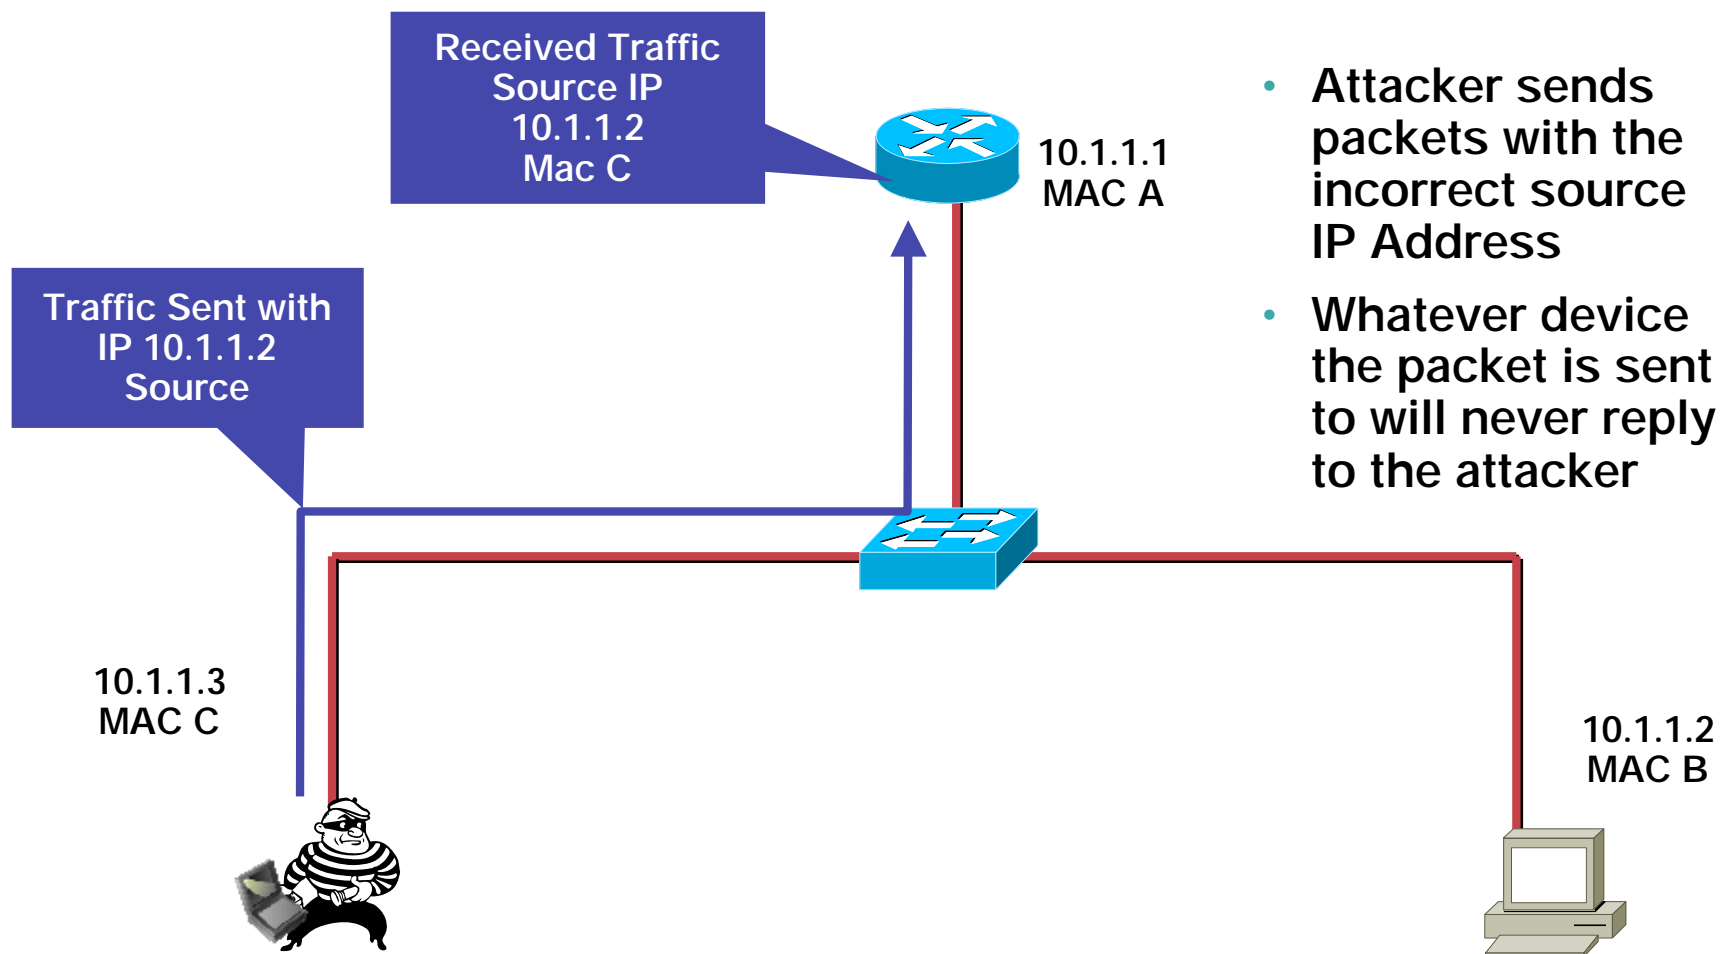 Received Traffic
Source IP
10.1.1.2
Mac C
10.1.1.1
MAC A
Traffic Sent with
IP 10.1.1.2
Source
10.1.1.3
MAC C
10.1.1.2
MAC B
• Attacker sends
packets with the
incorrect source
IP Address
• Whatever device
the packet is sent
to will never reply
to the attacker